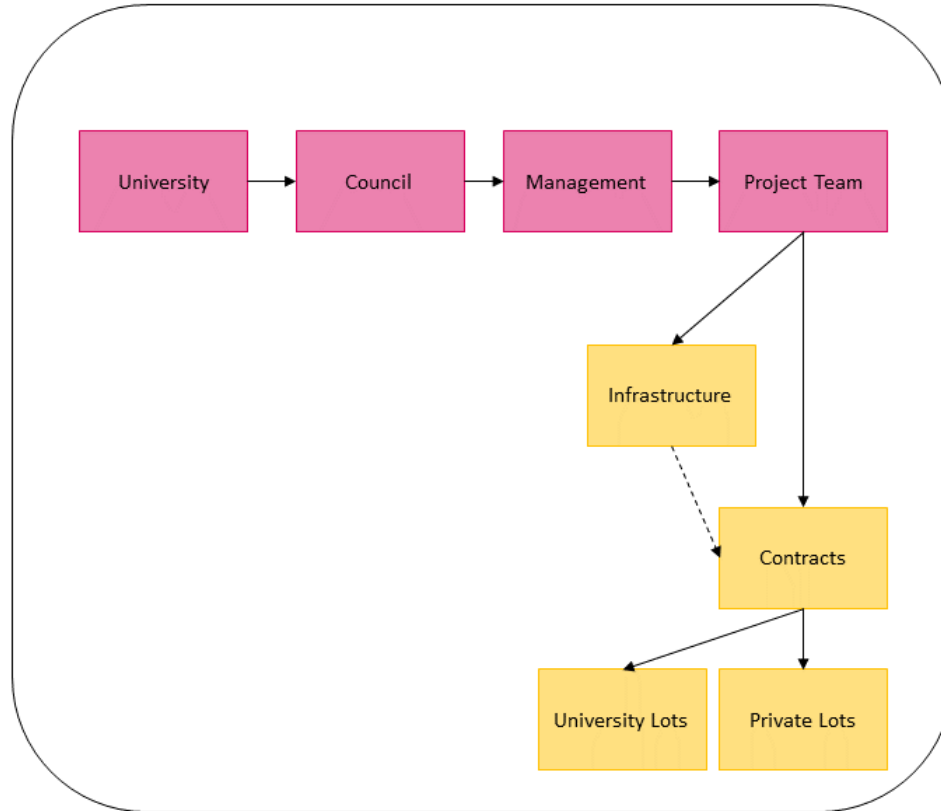 University
Council
Management
Project Team
Infrastructure
Contracts
University Lots
Private Lots